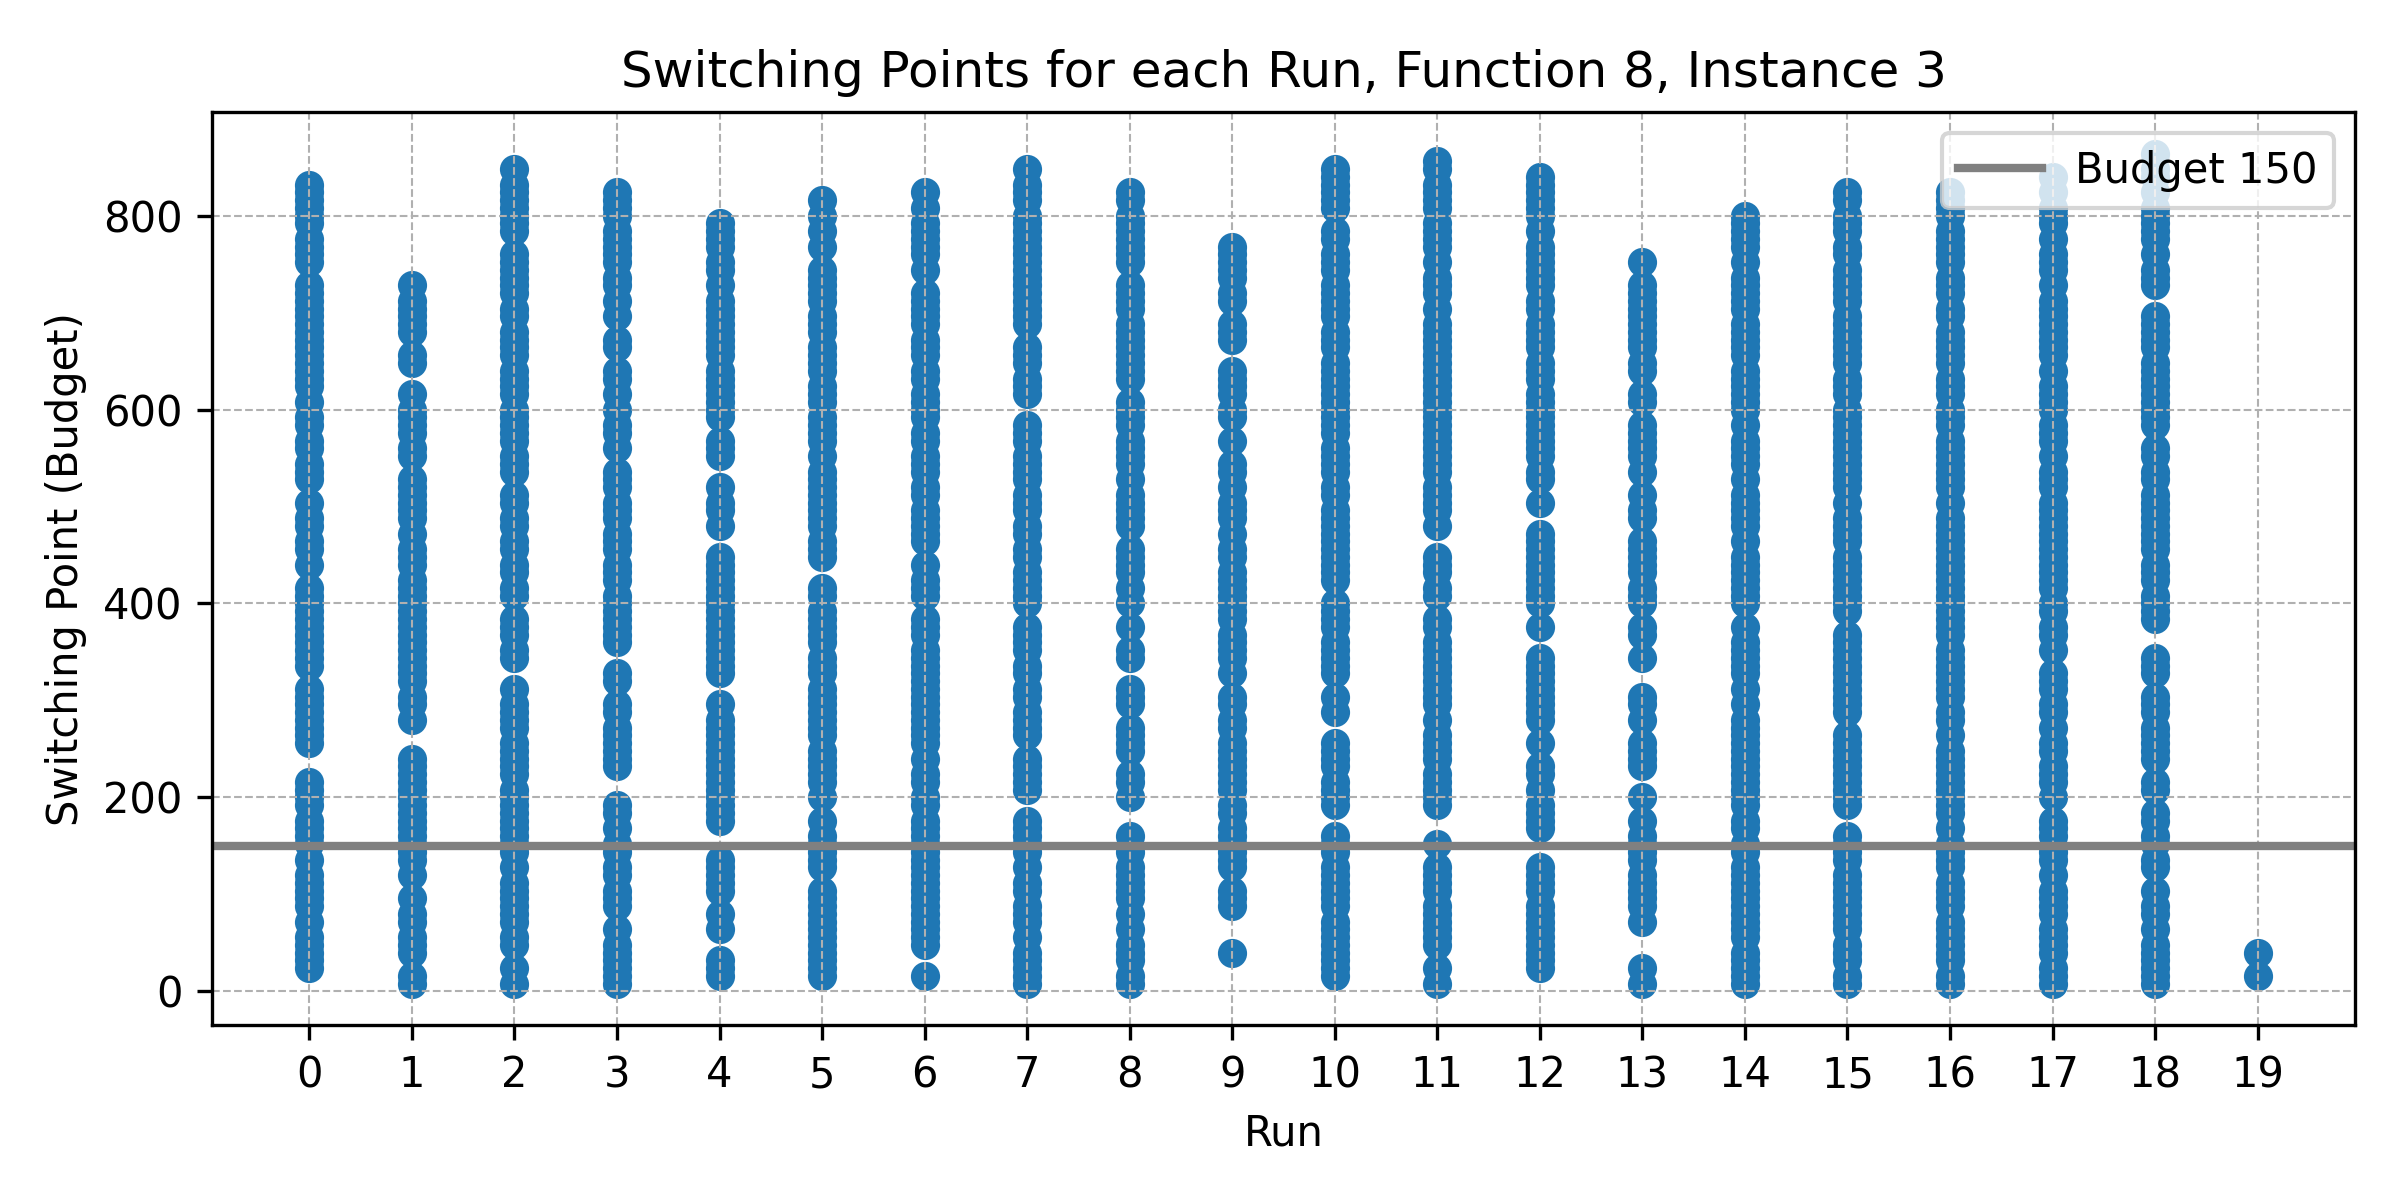 Switching Points for each Run, Function 8, Instance 3
Budget 150
Switching Point (Budget)
800
600
400
200
0
0 1 2 3 4 5 6 7 8 9 10 11 12 13 14 15 16 17 18 19
Run